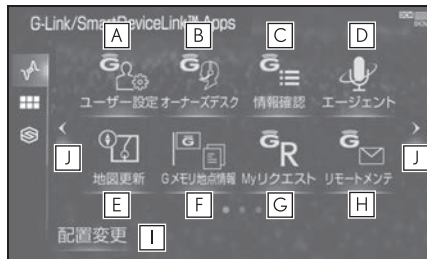 G-Link/SmartDeviceLink™ Apps
A B C D
ユーザー設定 オーナーズデスク 情報確認 エージェント
J J
地図更新 Gメモリ地点情報 Myリクエスト リモートメンテ
E F G H
配置変更 I